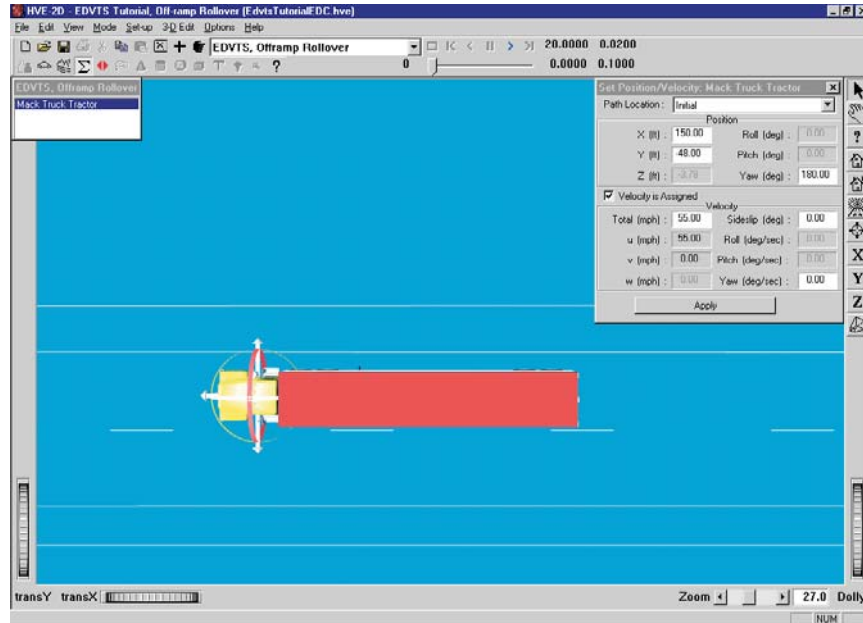 HVE-2D - EDVTS Tutorial, Off-ramp Rollover (EdvtsTutorialEDC.hve)
File Edit View Mode Set-up 3-D Edit Options Help
EDVTS, Offramp Rollover 20.0000 0.0200
? 0 0.0000 0.1000
EDVTS, Offramp Rollover
Mack Truck Tractor
Set Position/Velocity: Mack Truck Tractor
Path Location: Initial
Position
X (ft) : 150.00 Roll (deg) : 0.00
Y (ft) : -48.00 Pitch (deg) : 0.00
Z (ft) : -3.78 Yaw (deg) : 180.00
Velocity is Assigned
Velocity
Total (mph) : 55.00 Sideslip (deg) : 0.00
u (mph) : 55.00 Roll (deg/sec) : 0.00
v (mph) : 0.00 Pitch (deg/sec) : 0.00
w (mph) : 0.00 Yaw (deg/sec) : 0.00
Apply
?
X
Y
Z
transY transX Zoom 27.0 Dolly
NUM